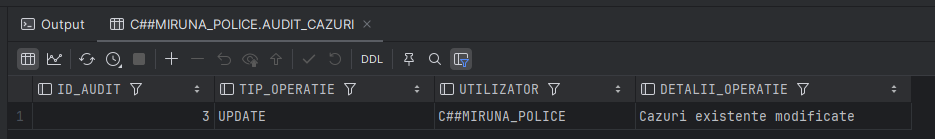 Output C##MIRUNA_POLICE.AUDIT_CAZURI
DDL
ID_AUDIT TIP_OPERATIE UTILIZATOR DETALII_OPERATIE
1 3 UPDATE C##MIRUNA_POLICE Cazuri existente modificate